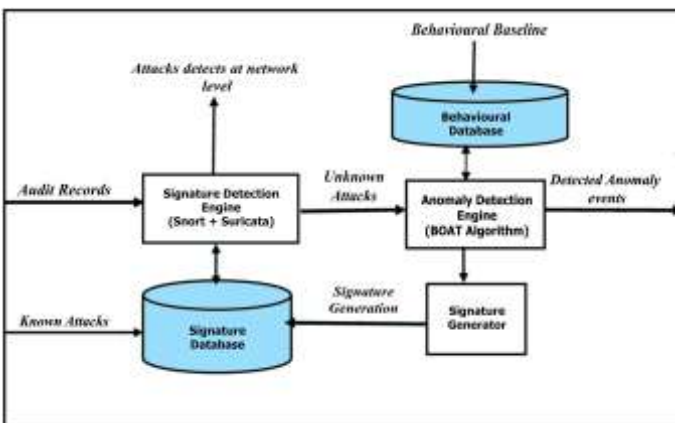 Behavioural Baseline
Attacks detects at network
level
Behavioural
Database
Audit Records
Signature Detection
Engine
(Snort + Suricata)
Unknown
Attacks
Anomaly Detection
Engine
(BOAT Algorithm)
Detected Anomaly
events
Known Attacks
Signature
Database
Signature
Generation
Signature
Generator